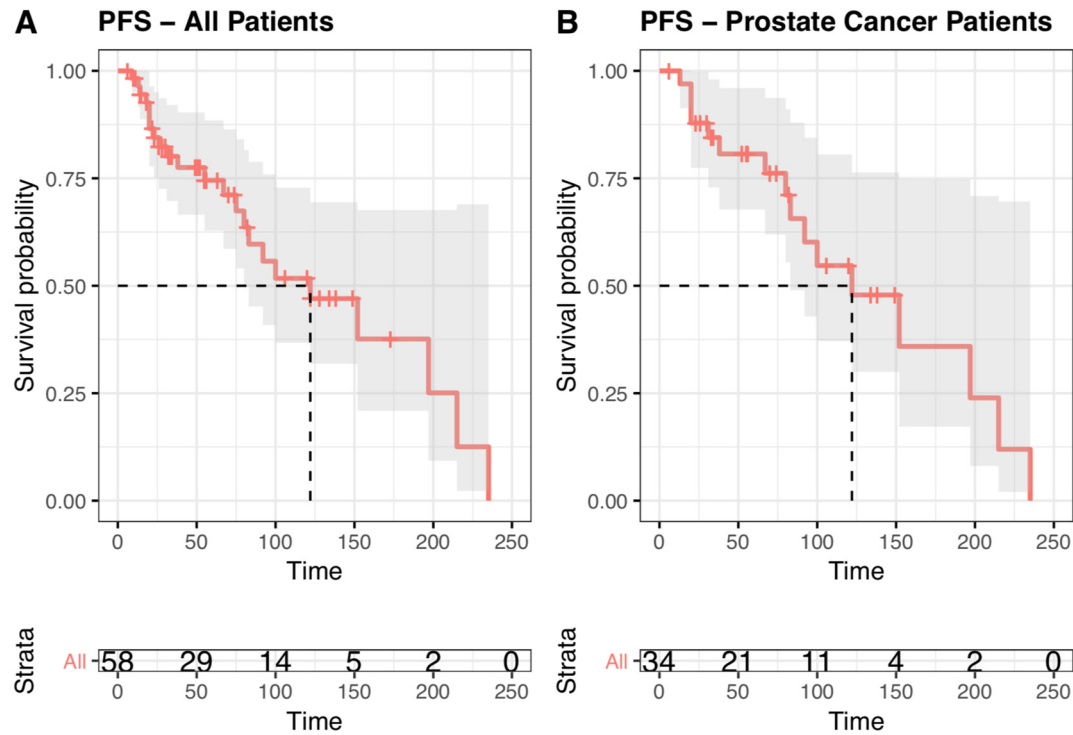 A PFS – All Patients
Survival probability
1.00
0.75
0.50
0.25
0.00
0 50 100 150 200 250
Time
Strata
All 58 29 14 5 2 0
0 50 100 150 200 250
Time
B PFS – Prostate Cancer Patients
Survival probability
1.00
0.75
0.50
0.25
0.00
0 50 100 150 200 250
Time
Strata
All 34 21 11 4 2 0
0 50 100 150 200 250
Time